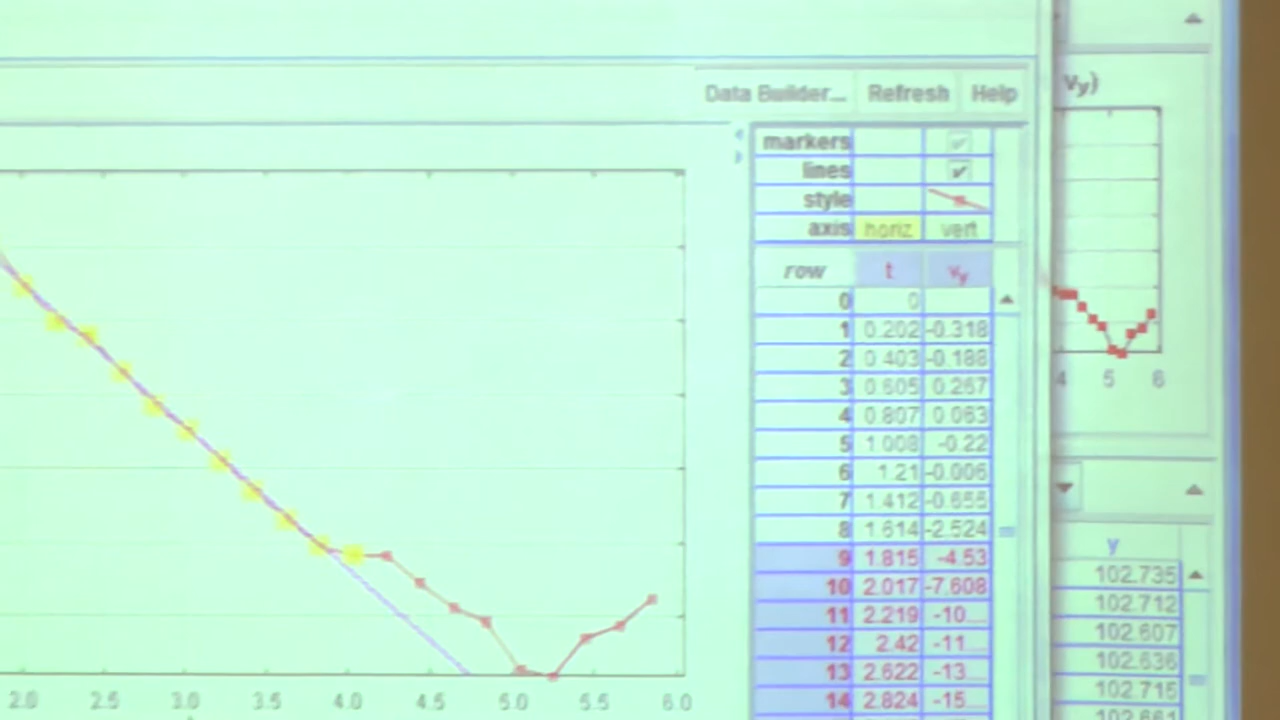 Data Builder... Refresh Help
Vy)
markers
lines
style
axis horiz vert
row t vy
0 0
1 0.202 -0.318
2 0.403 -0.188
3 0.605 0.267
4 0.807 0.063
5 1.008 -0.22
6 1.21 -0.006
7 1.412 -0.655
8 1.614 -2.524
9 1.815 -4.53
10 2.017 -7.608
11 2.219 -10...
12 2.42 -11...
13 2.622 -13...
14 2.824 -15...
4 5 6
y
102.735
102.712
102.607
102.636
102.715
102.661
2.0 2.5 3.0 3.5 4.0 4.5 5.0 5.5 6.0